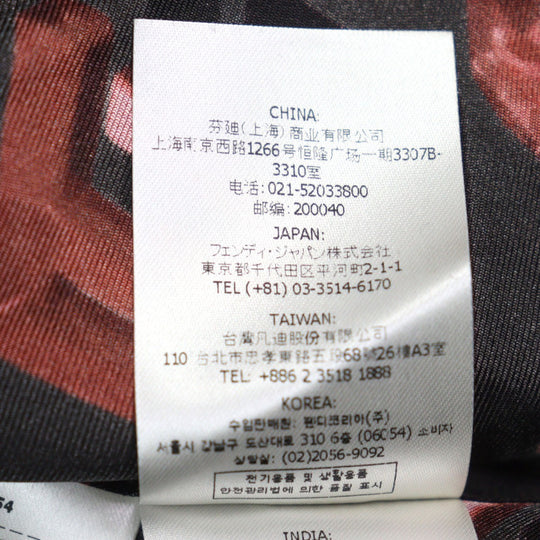 CHINA:
芬廸(上海)商业有限公司
上海南京西路1266号恒隆广场一期3307B-
3310室
电话: 021-52033800
邮编: 200040
JAPAN:
フェンディ・ジャパン株式会社
東京都千代田区平河町2-1-1
TEL (+81) 03-3514-6170
TAIWAN:
台灣凡迪股份有限公司
110 台北市忠孝東路五段68號26樓A3室
TEL: +886 2 3518 1888
KOREA:
수입판매원: 펜디코리아(주)
서울시 강남구 도산대로 310 6층 (06054) 소비자
상담실: (02)2056-9092
전기용품 및 생활용품
안전관리법에 의한 품질 표시
INDIA:
54